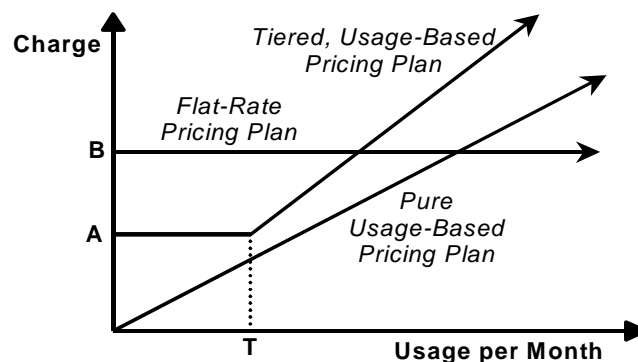 Charge
Tiered, Usage-Based
Pricing Plan
Flat-Rate
Pricing Plan
B
Pure
Usage-Based
Pricing Plan
A
T
Usage per Month